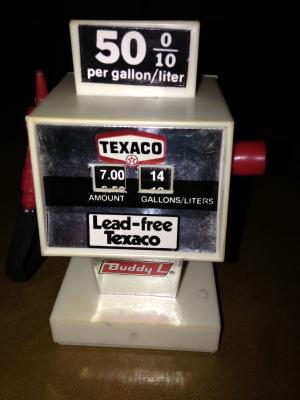 50 0/10
per gallon/liter
TEXACO
7.00 14
AMOUNT GALLONS/LITERS
Lead-free
Texaco
Buddy L®